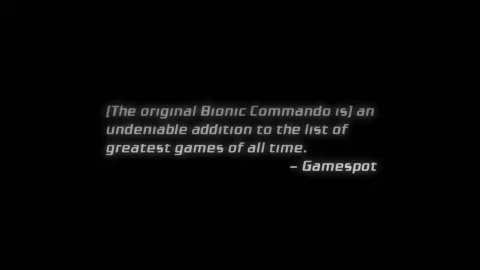 [The original Bionic Commando is] an
undeniable addition to the list of
greatest games of all time.
- Gamespot